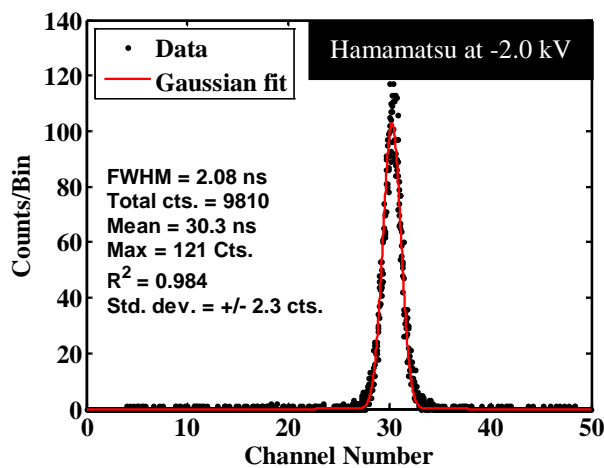 Hamamatsu at -2.0 kV
Data
Gaussian fit
FWHM = 2.08 ns
Total cts. = 9810
Mean = 30.3 ns
Max = 121 Cts.
R² = 0.984
Std. dev. = +/- 2.3 cts.
Counts/Bin
140
120
100
80
60
40
20
0
0 10 20 30 40 50
Channel Number